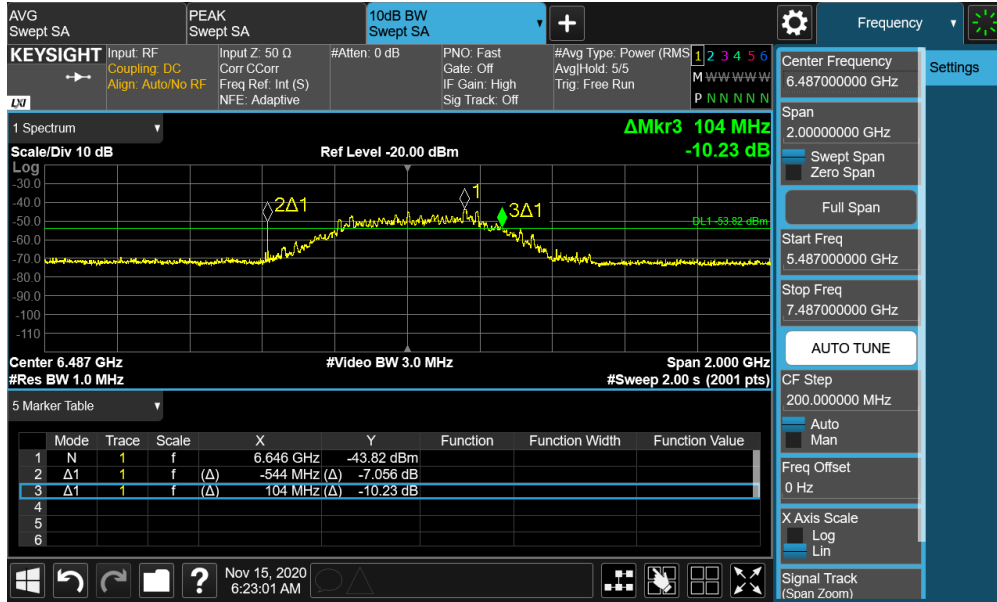 AVG
Swept SA
PEAK
Swept SA
10dB BW
Swept SA
Frequency
KEYSIGHT
LXI
Input: RF
Coupling: DC
Align: Auto/No RF
Input Z: 50 Ω
Corr CCorr
Freq Ref: Int (S)
NFE: Adaptive
#Atten: 0 dB
PNO: Fast
Gate: Off
IF Gain: High
Sig Track: Off
#Avg Type: Power (RMS
Avg|Hold: 5/5
Trig: Free Run
1 2 3 4 5 6
M W W W W W W
P N N N N N N
1 Spectrum
ΔMkr3 104 MHz
Scale/Div 10 dB
Ref Level -20.00 dBm
-10.23 dB
Log
-30.0
-40.0
-50.0
-60.0
-70.0
-80.0
-90.0
-100
-110
2Δ1
1
3Δ1
DL1 -53.82 dBm
Center 6.487 GHz
#Video BW 3.0 MHz
Span 2.000 GHz
#Res BW 1.0 MHz
#Sweep 2.00 s (2001 pts)
5 Marker Table
Mode Trace Scale X Y Function Function Width Function Value
1 N 1 f 6.646 GHz -43.82 dBm
2 Δ1 1 f (Δ) -544 MHz (Δ) -7.056 dB
3 Δ1 1 f (Δ) 104 MHz (Δ) -10.23 dB
4
5
6
Nov 15, 2020
6:23:01 AM
Center Frequency
6.487000000 GHz
Span
2.00000000 GHz
Swept Span
Zero Span
Full Span
Start Freq
5.487000000 GHz
Stop Freq
7.487000000 GHz
AUTO TUNE
CF Step
200.000000 MHz
Auto
Man
Freq Offset
0 Hz
X Axis Scale
Log
Lin
Signal Track
(Span Zoom)
Settings